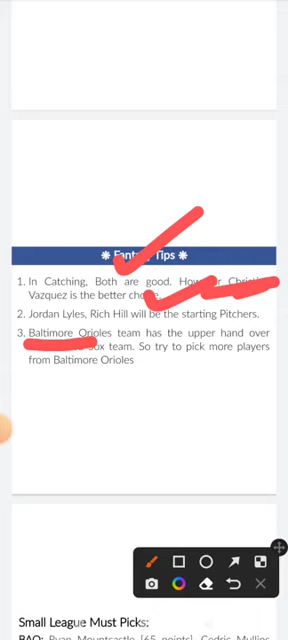 ❋ Fantasy Tips ❋
1. In Catching, Both are good. However Christian
Vazquez is the better choice.
2. Jordan Lyles, Rich Hill will be the starting Pitchers.
3. Baltimore Orioles team has the upper hand over
Sox team. So try to pick more players
from Baltimore Orioles
Small League Must Picks:
BAO: Ryan Mountcastle [65 points], Cedric Mullins